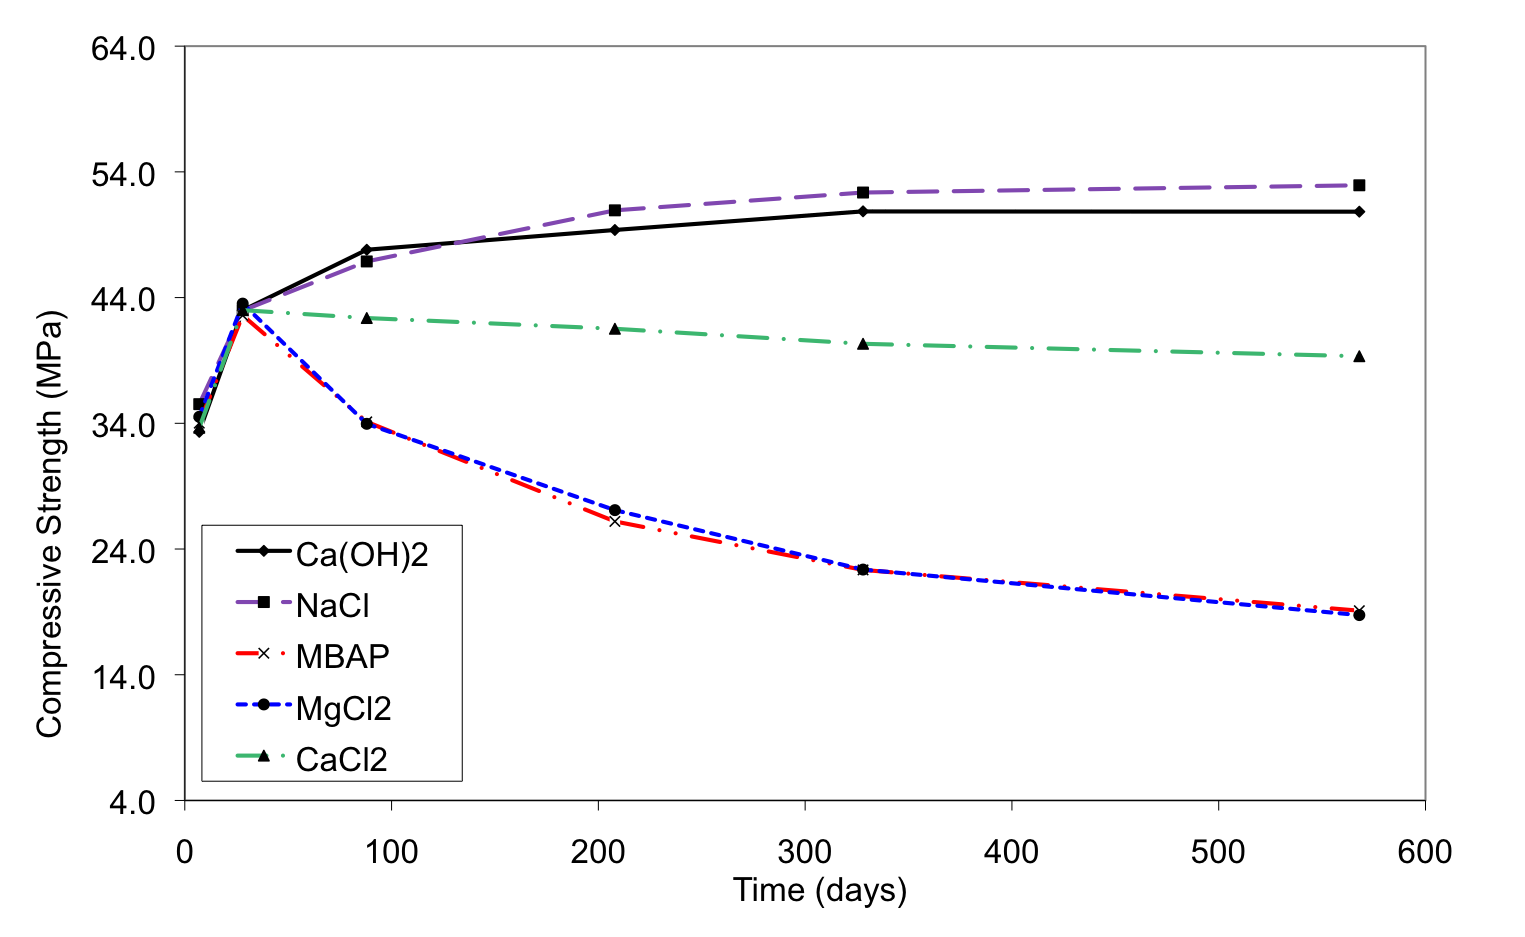 64.0
54.0
44.0
34.0
24.0
14.0
4.0
Compressive Strength (MPa)
Ca(OH)2
NaCl
MBAP
MgCl2
CaCl2
0 100 200 300 400 500 600
Time (days)